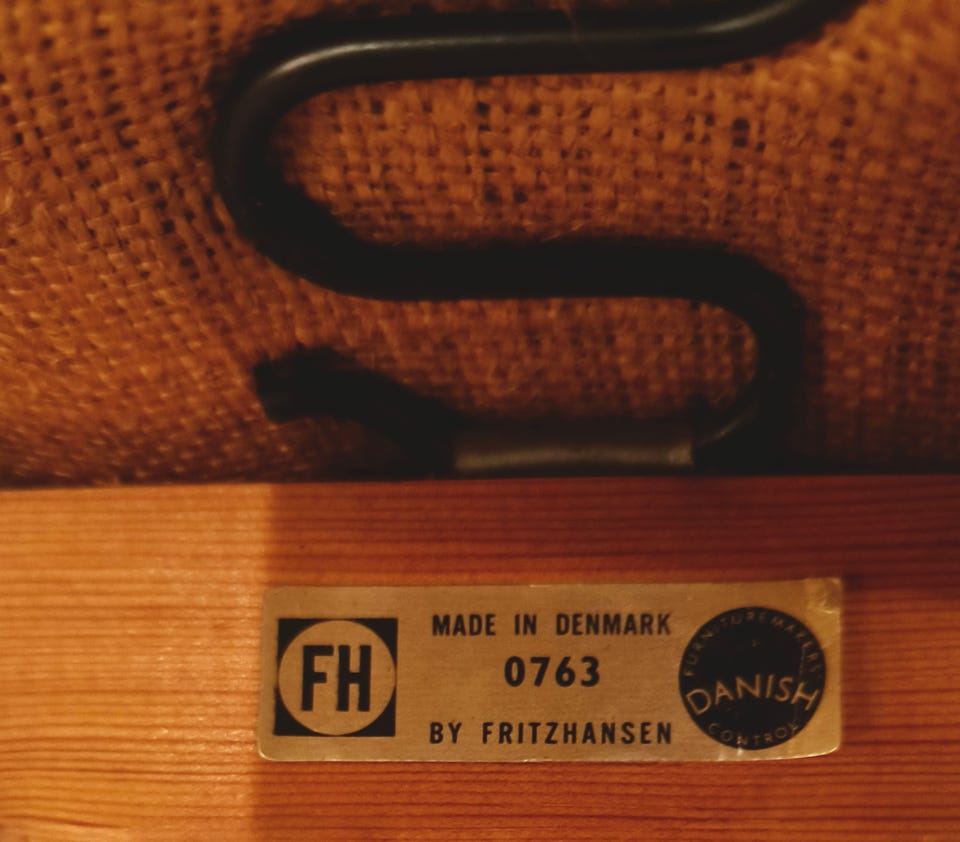 FH
MADE IN DENMARK
0763
BY FRITZHANSEN
FURNITUREMAKERS
DANISH
CONTROL